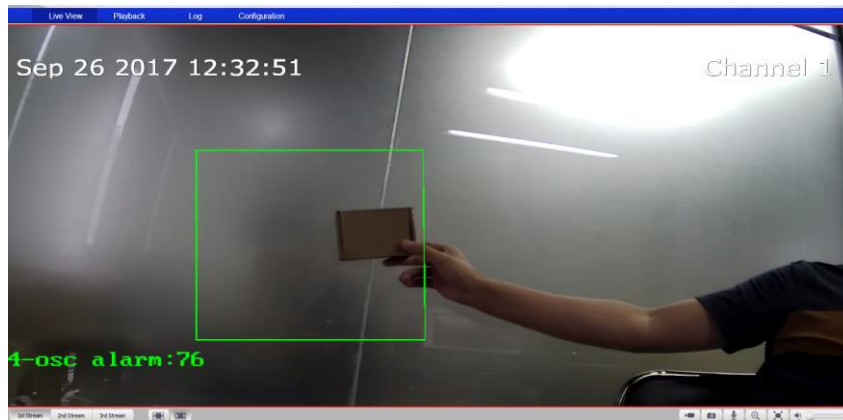 Live View Playback Log Configuration
Sep 26 2017 12:32:51 Channel 1
4-osc alarm:76
1st Stream 2nd Stream 3rd Stream